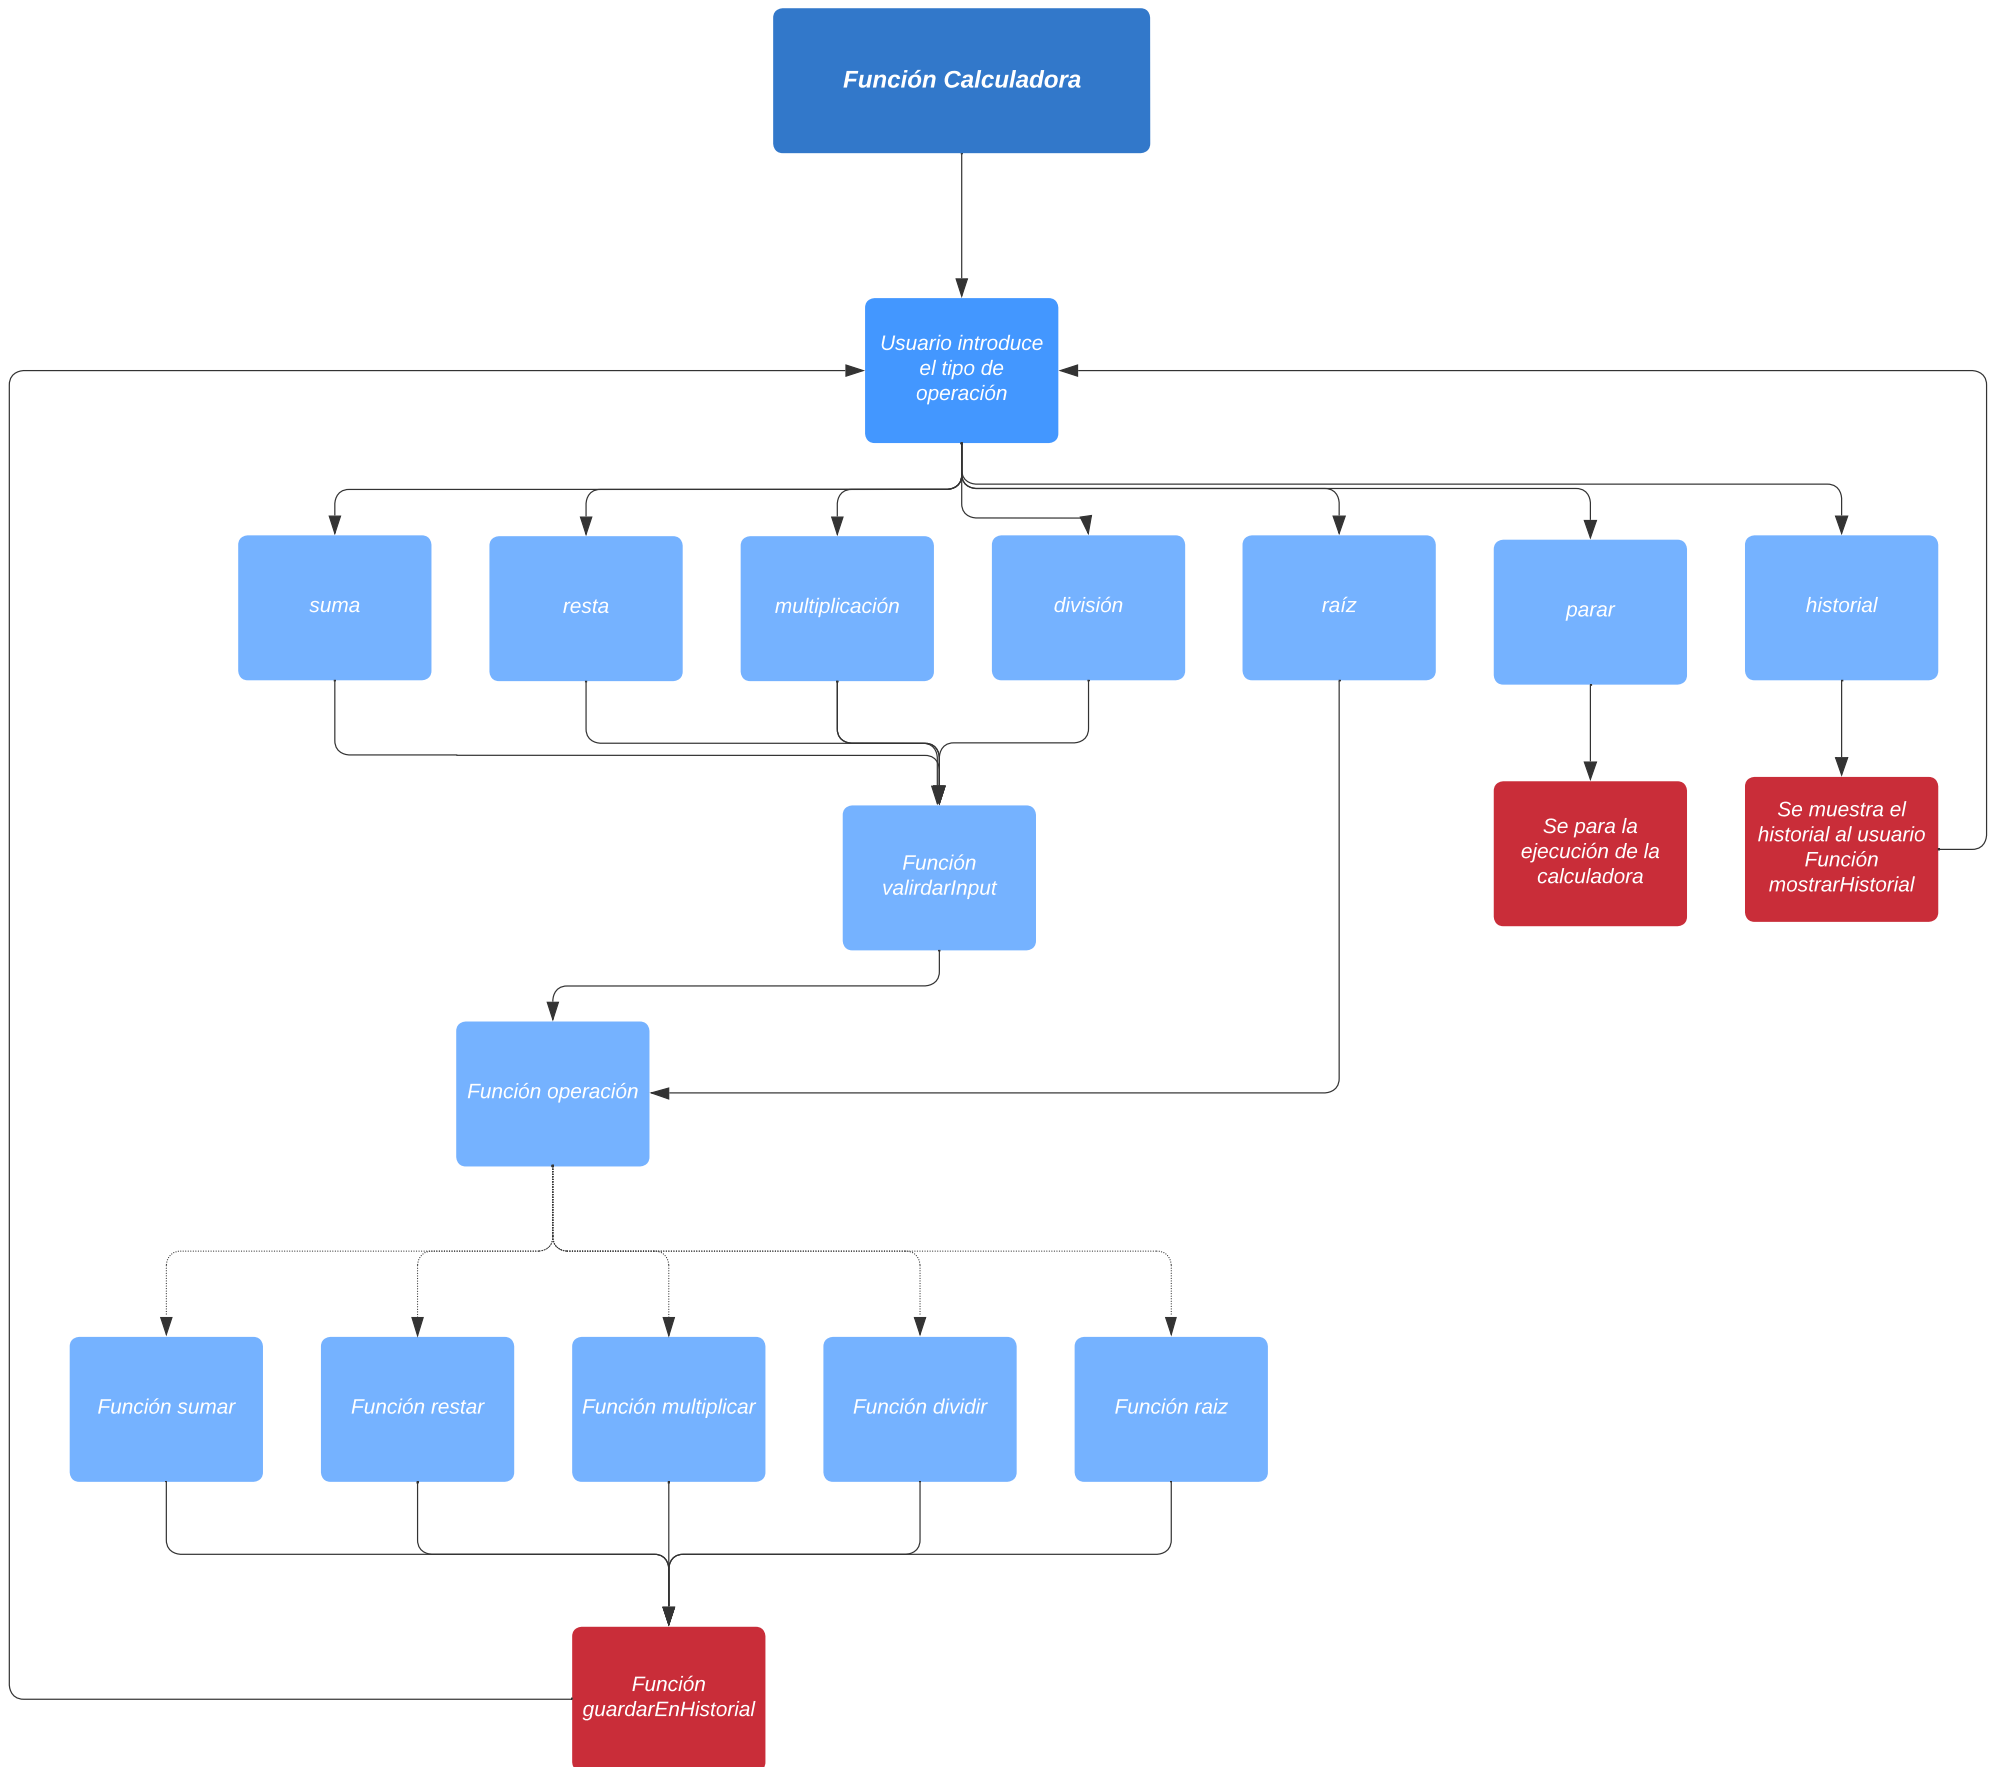 Función Calculadora
Usuario introduce
el tipo de
operación
suma
resta
multiplicación
división
raíz
parar
historial
Se para la
ejecución de la
calculadora
Se muestra el
historial al usuario
Función
mostrarHistorial
Función
valirdarInput
Función operación
Función sumar
Función restar
Función multiplicar
Función dividir
Función raiz
Función
guardarEnHistorial